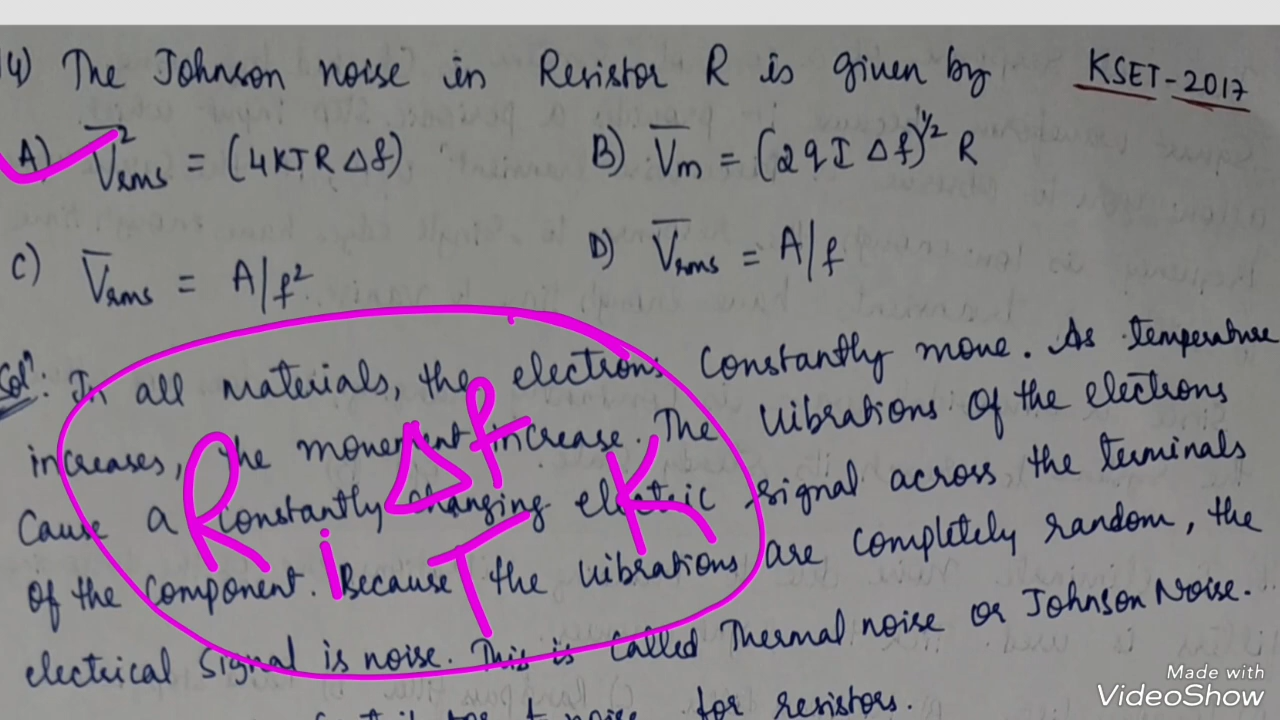 14) The Johnson noise in Resistor R is given by KSET-2017
A) V̅²rms = (4KTRΔf) B) V̅m = (2qIΔf)^1/2 R
C) V̅rms = A/f² D) V̅rms = A/f
Solⁿ: In all materials, the electrons constantly move. As temperature
increases, the movement increase. The vibrations of the electrons
Cause a constantly changing electric signal across the terminals
of the component. Because the vibrations are completely random, the
electrical signal is noise. This is called Thermal noise or Johnson Noise.
noise for resistors.
R Δf K
i T
Made with
VideoShow